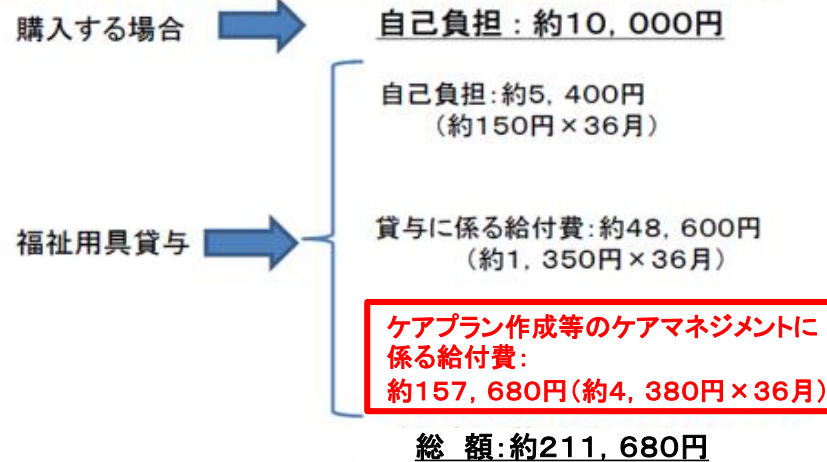 購入する場合
自己負担：約10，000円
自己負担：約5，400円
（約150円×36月）
福祉用具貸与
貸与に係る給付費：約48，600円
（約1，350円×36月）
ケアプラン作成等のケアマネジメントに
係る給付費：
約157，680円（約4，380円×36月）
総　額：約211，680円